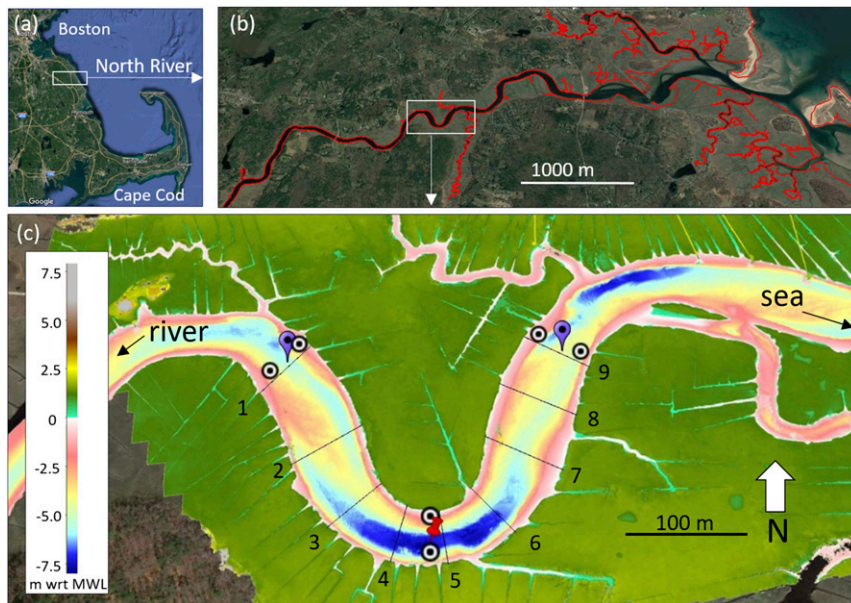 (a)
Boston
North River
Cape Cod
Google
(b)
1000 m
(c)
7.5
5.0
2.5
0
-2.5
-5.0
-7.5
m wrt MWL
river
sea
1
2
3
4
5
6
7
8
9
100 m
N